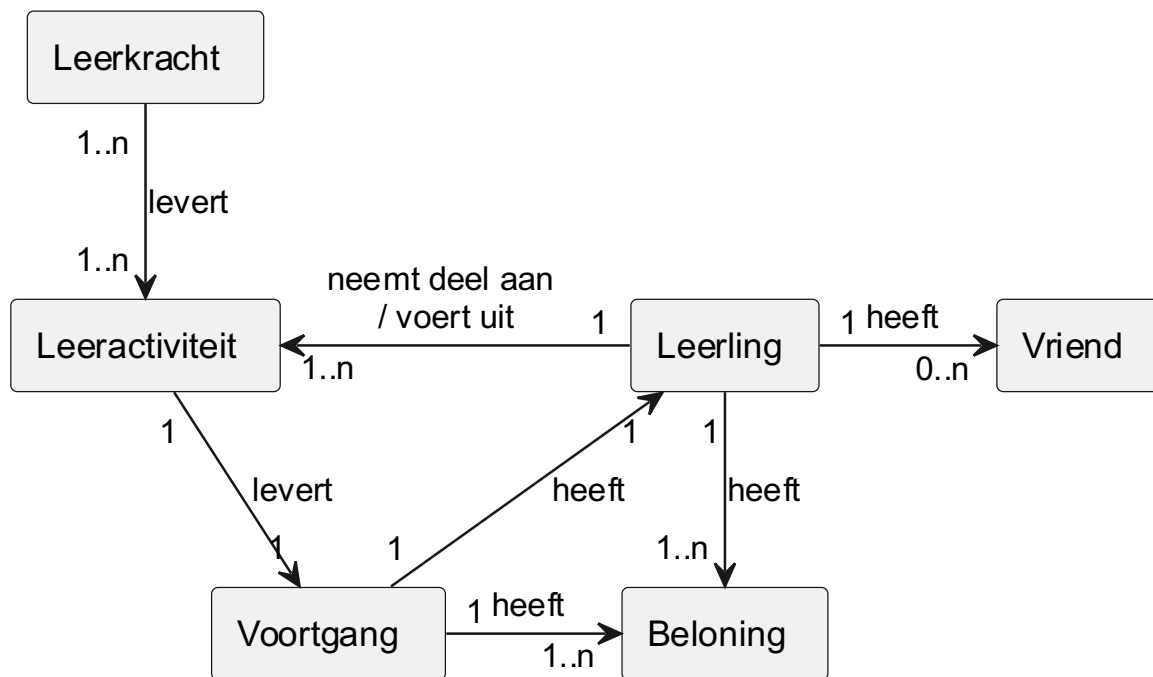 Leerkracht
1..n
levert
1..n
neemt deel aan
/ voert uit
1
1..n
Leeractiviteit
Leerling
1 heeft
0..n
Vriend
1
levert
1
1
heeft
1
1
heeft
1..n
Voortgang
1 heeft
1..n
Beloning